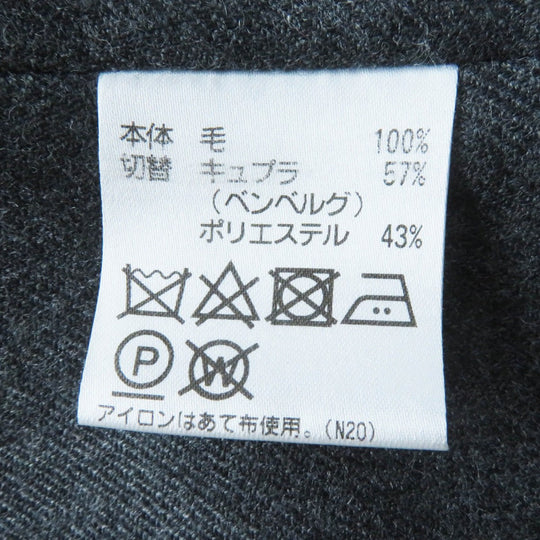 本体 毛 100%
切替 キュプラ 57%
(ベンベルグ)
ポリエステル 43%
P W
アイロンはあて布使用。(N20)